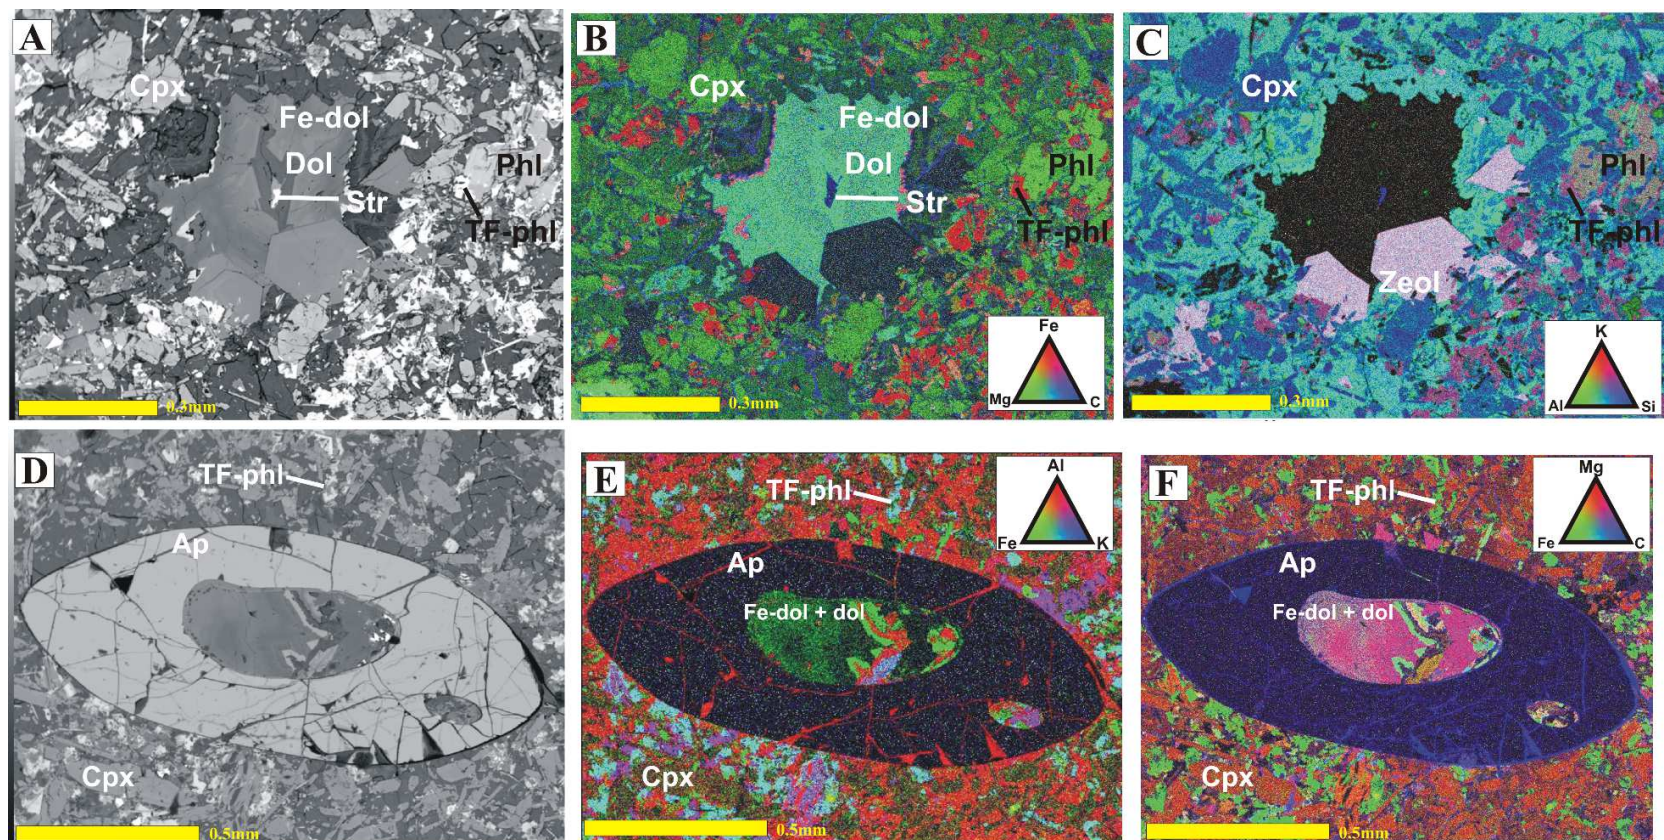 A
Cpx
Fe-dol
Dol
Str
Phl
TF-phl
0.3mm
B
Cpx
Fe-dol
Dol
Str
Phl
TF-phl
Fe
Mg
C
0.3mm
C
Cpx
Phl
TF-phl
Zeol
K
Al
Si
0.3mm
D
TF-phl
Ap
Cpx
0.5mm
E
TF-phl
Al
Fe
K
Ap
Fe-dol + dol
Cpx
0.5mm
F
TF-phl
Mg
Fe
C
Ap
Fe-dol + dol
Cpx
0.5mm